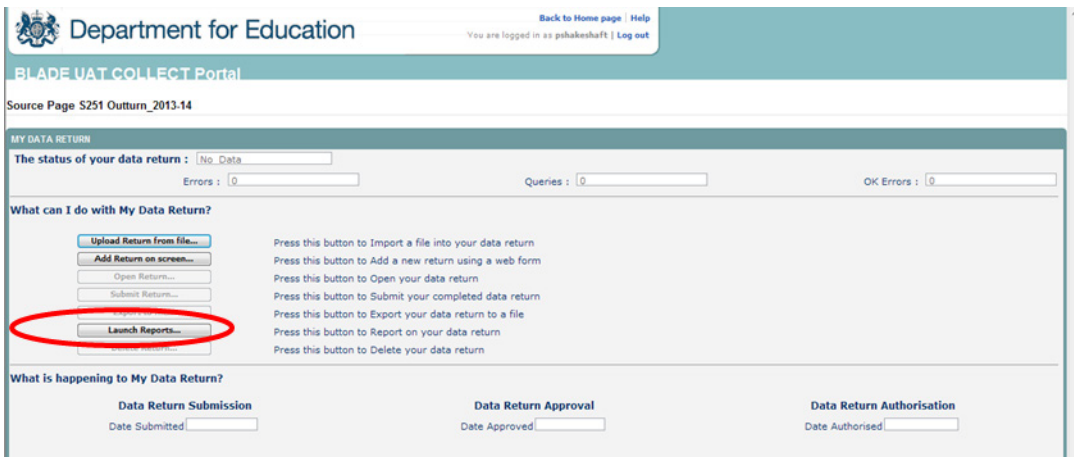 Department for Education
Back to Home page | Help
You are logged in as pshakeshaft | Log out
BLADE UAT COLLECT Portal
Source Page S251 Outturn_2013-14
MY DATA RETURN
The status of your data return : No_Data
Errors : 0 Queries : 0 OK Errors : 0
What can I do with My Data Return?
Upload Return from file... Press this button to Import a file into your data return
Add Return on screen... Press this button to Add a new return using a web form
Open Return... Press this button to Open your data return
Submit Return... Press this button to Submit your completed data return
Press this button to Export your data return to a file
Launch Reports... Press this button to Report on your data return
Delete Return... Press this button to Delete your data return
What is happening to My Data Return?
Data Return Submission Data Return Approval Data Return Authorisation
Date Submitted Date Approved Date Authorised